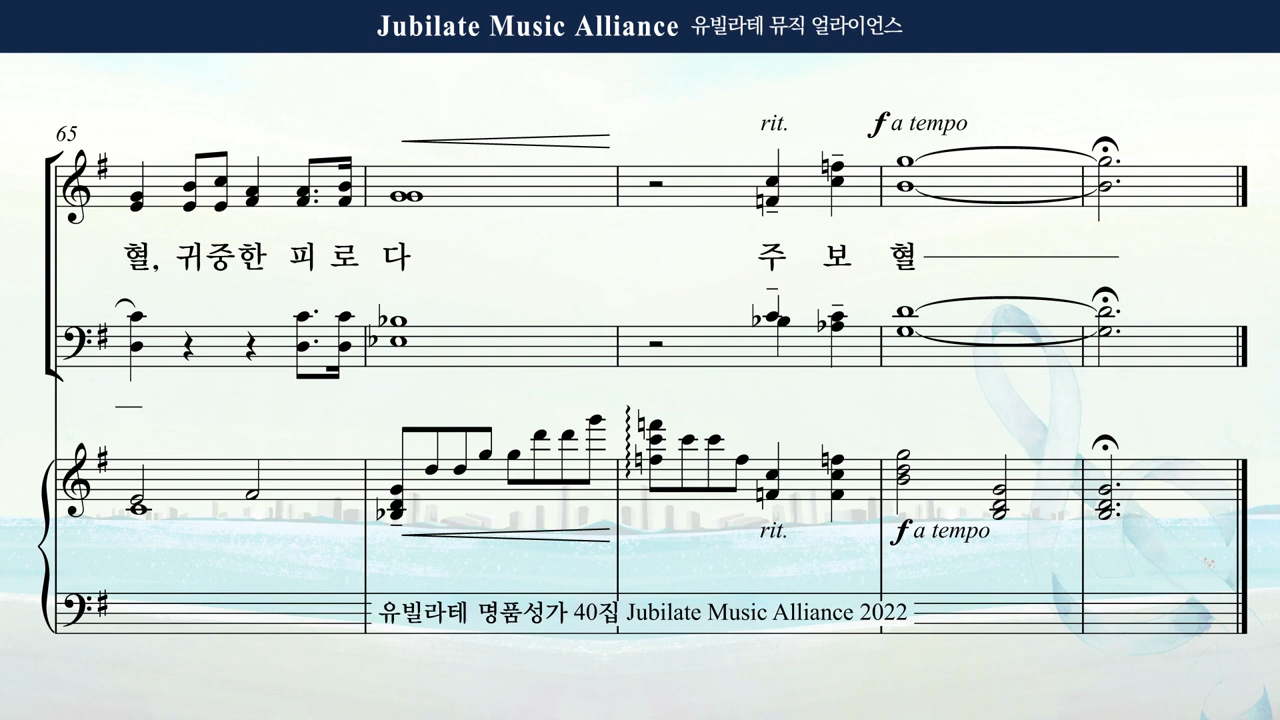 Jubilate Music Alliance 유빌라테 뮤직 얼라이언스
rit. f a tempo
65
혈, 귀중한 피 로 다 주 보 혈
rit. f a tempo
유빌라테 명품성가 40집 Jubilate Music Alliance 2022